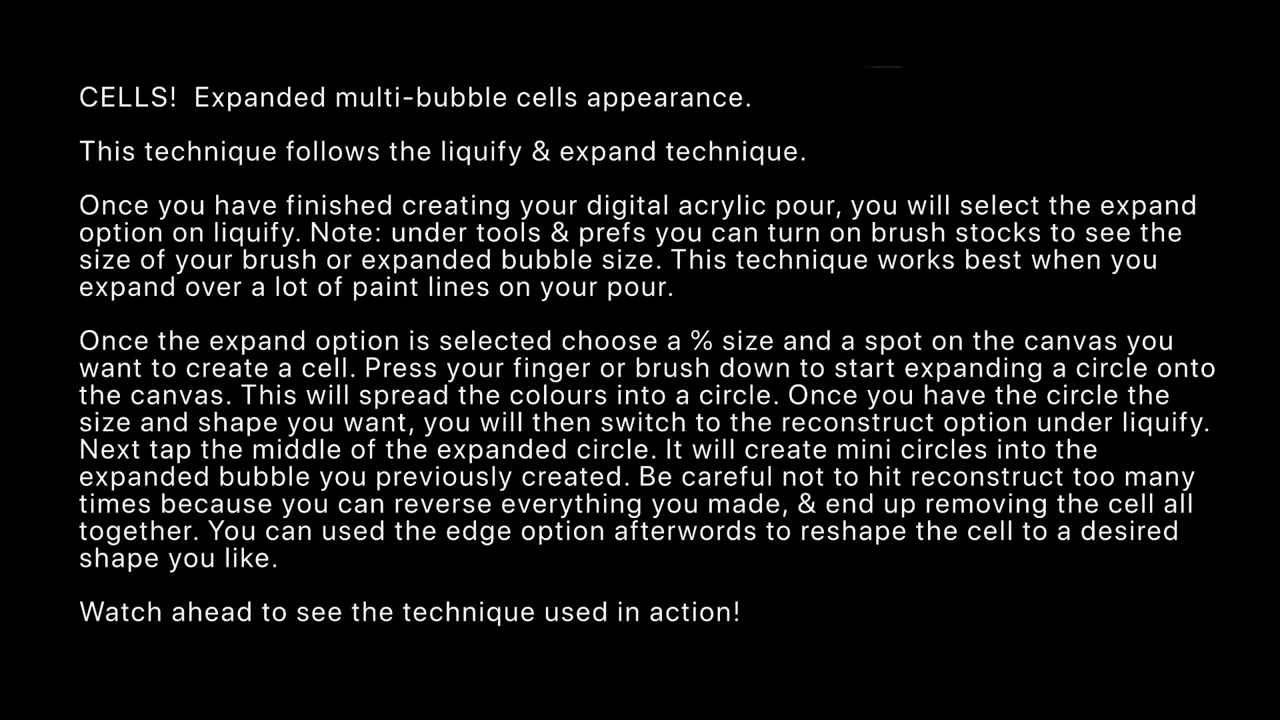 CELLS!  Expanded multi-bubble cells appearance.
This technique follows the liquify & expand technique.
Once you have finished creating your digital acrylic pour, you will select the expand
option on liquify. Note: under tools & prefs you can turn on brush stocks to see the
size of your brush or expanded bubble size. This technique works best when you
expand over a lot of paint lines on your pour.
Once the expand option is selected choose a % size and a spot on the canvas you
want to create a cell. Press your finger or brush down to start expanding a circle onto
the canvas. This will spread the colours into a circle. Once you have the circle the
size and shape you want, you will then switch to the reconstruct option under liquify.
Next tap the middle of the expanded circle. It will create mini circles into the
expanded bubble you previously created. Be careful not to hit reconstruct too many
times because you can reverse everything you made, & end up removing the cell all
together. You can used the edge option afterwords to reshape the cell to a desired
shape you like.
Watch ahead to see the technique used in action!